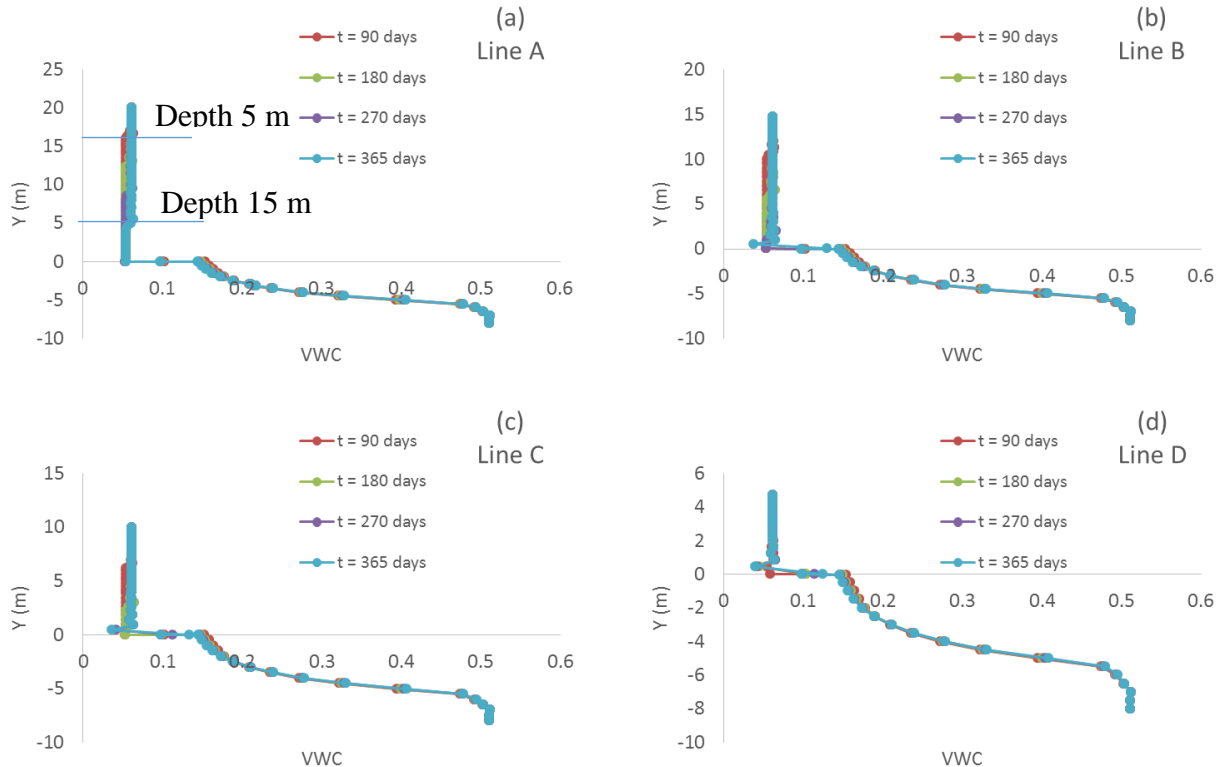 (a)
Line A
t = 90 days
t = 180 days
t = 270 days
t = 365 days
25
20
15
10
5
0
-5
-10
Y (m)
Depth 5 m
Depth 15 m
0
0.1
0.2
0.3
0.4
0.5
0.6
VWC
(b)
Line B
t = 90 days
t = 180 days
t = 270 days
t = 365 days
20
15
10
5
0
-5
-10
Y (m)
0
0.1
0.2
0.3
0.4
0.5
0.6
VWC
(c)
Line C
t = 90 days
t = 180 days
t = 270 days
t = 365 days
15
10
5
0
-5
-10
Y (m)
0
0.1
0.2
0.3
0.4
0.5
0.6
VWC
(d)
Line D
t = 90 days
t = 180 days
t = 270 days
t = 365 days
6
4
2
0
-2
-4
-6
-8
-10
Y (m)
0
0.1
0.2
0.3
0.4
0.5
0.6
VWC